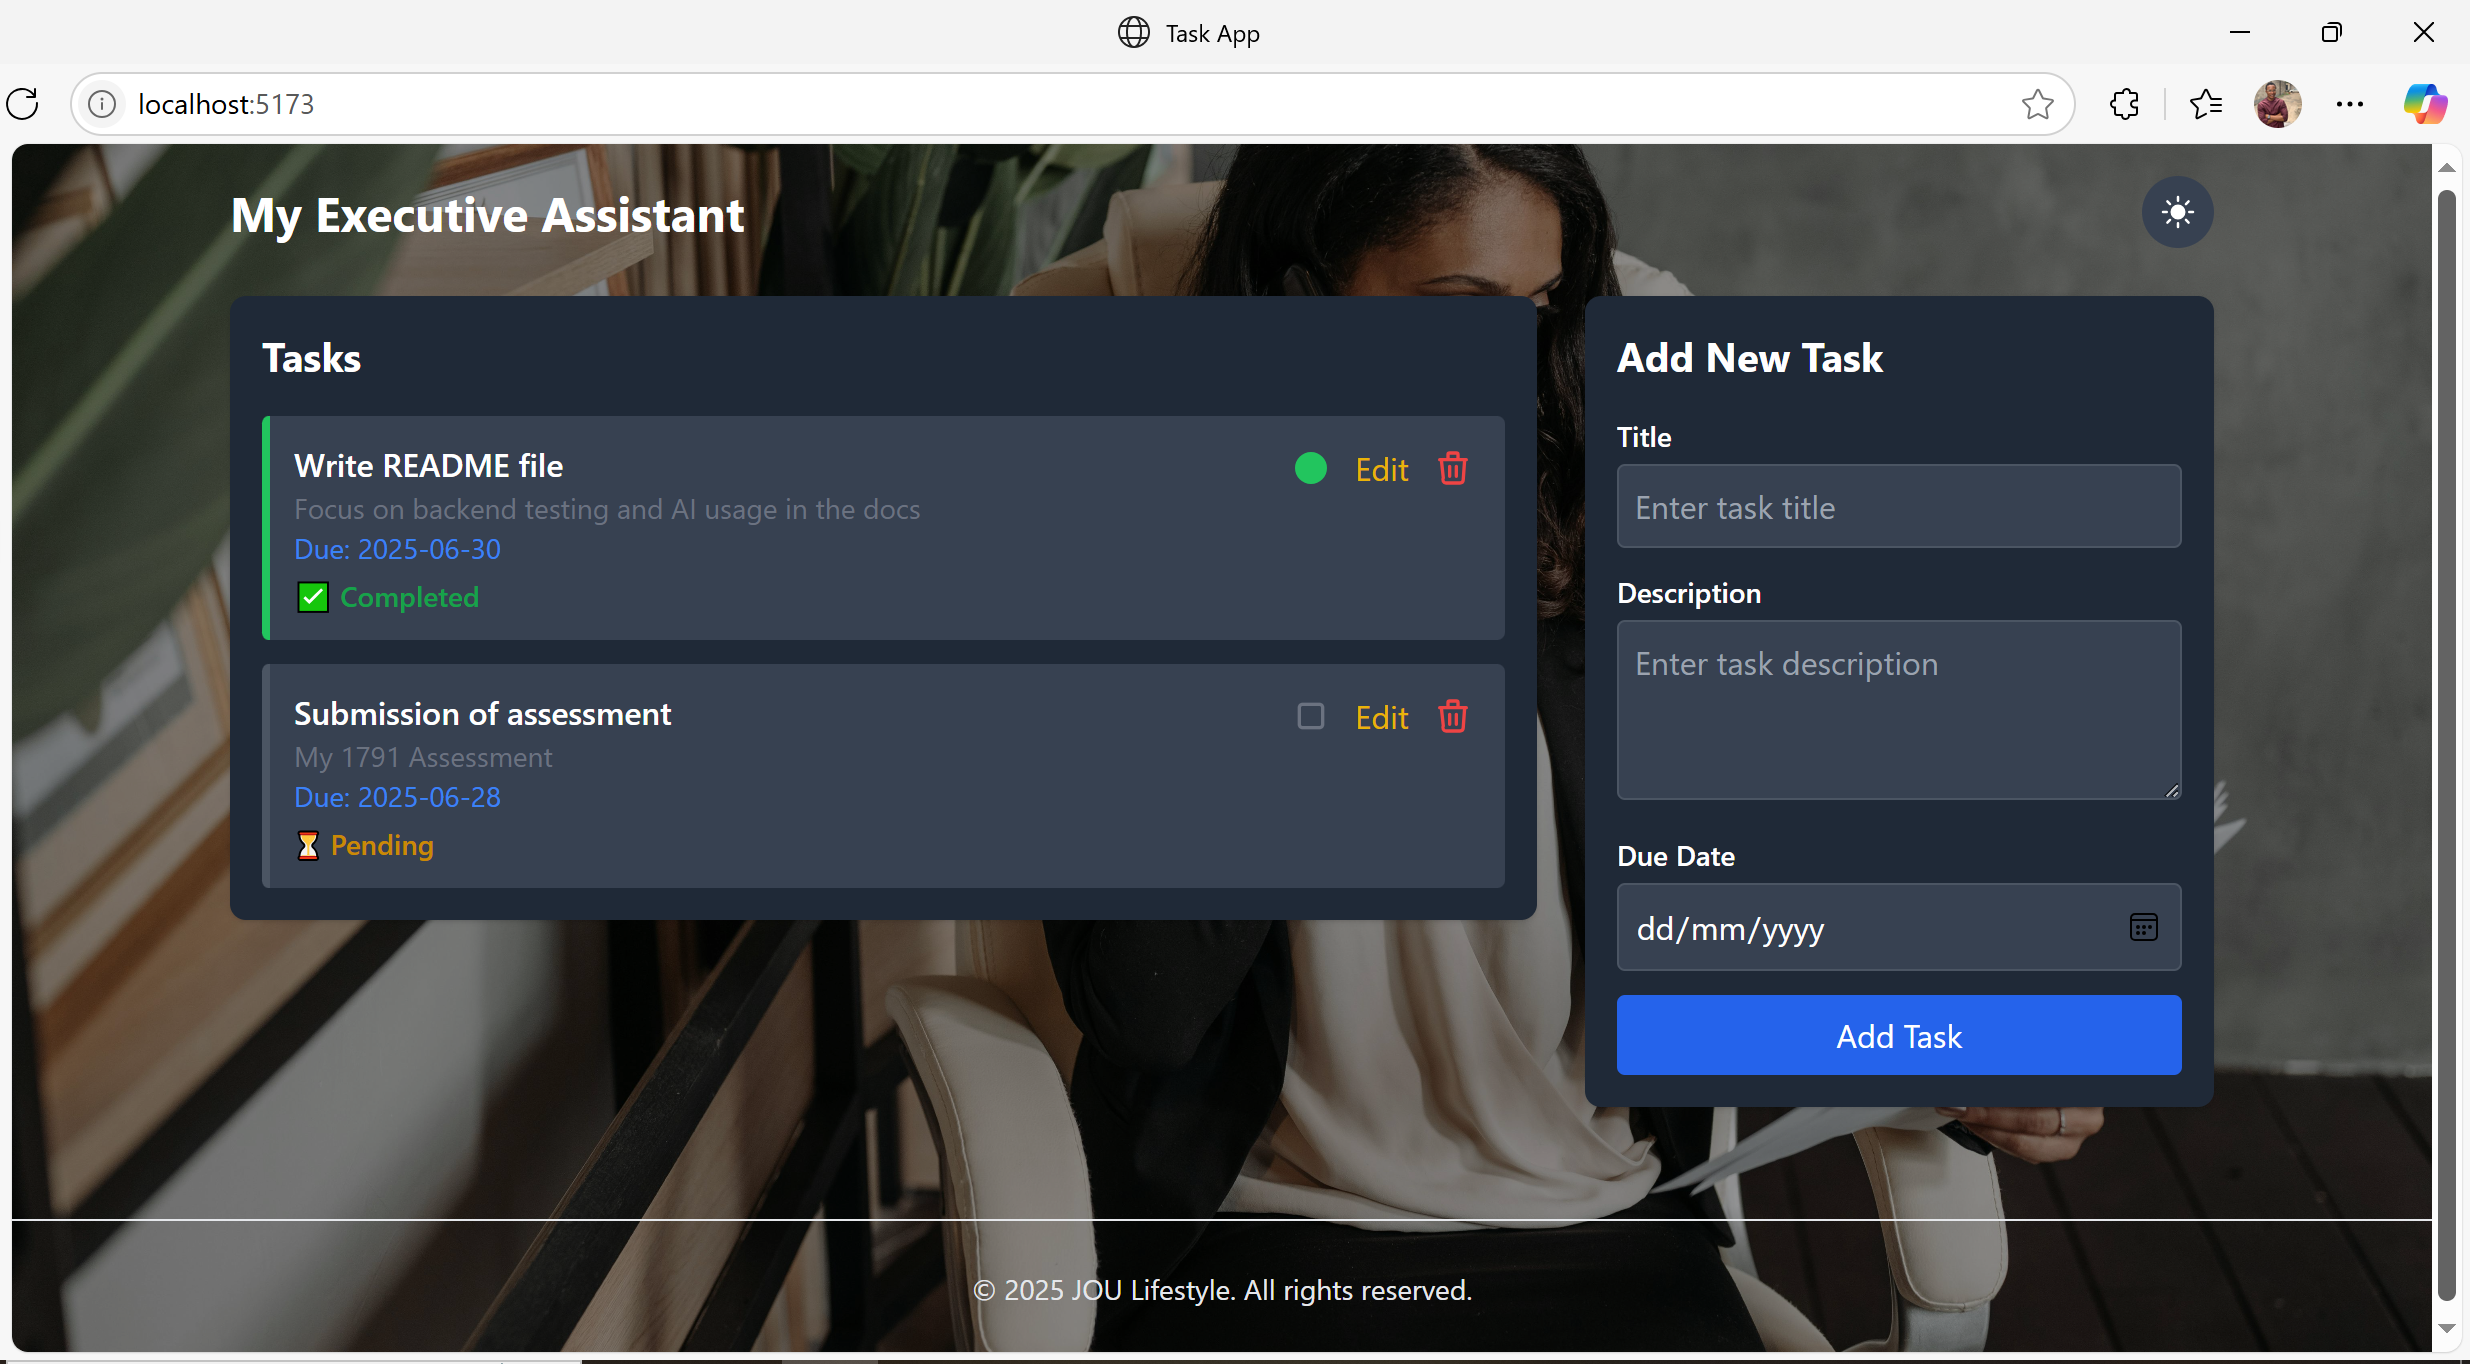 Task App
localhost:5173
My Executive Assistant
Tasks
Write README file
Edit
Focus on backend testing and AI usage in the docs
Due: 2025-06-30
Completed
Submission of assessment
Edit
My 1791 Assessment
Due: 2025-06-28
Pending
Add New Task
Title
Enter task title
Description
Enter task description
Due Date
dd/mm/yyyy
Add Task
© 2025 JOU Lifestyle. All rights reserved.